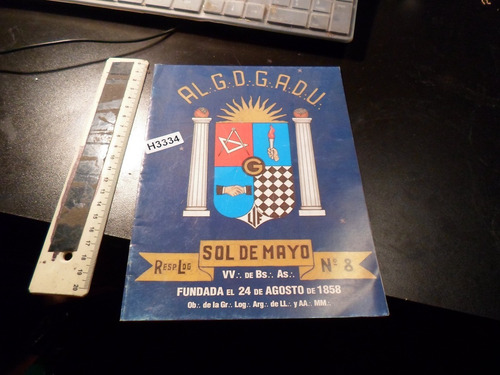 A∴L∴G∴D∴G∴A∴D∴U∴
H3334
G
SOL DE MAYO
RESP∴ LOG∴ Nº 8
VV∴ DE Bs∴ As∴
FUNDADA EL 24 DE AGOSTO DE 1858
Ob∴ de la Gr∴ Log∴ Arg∴ de LL∴ y AA∴ MM∴